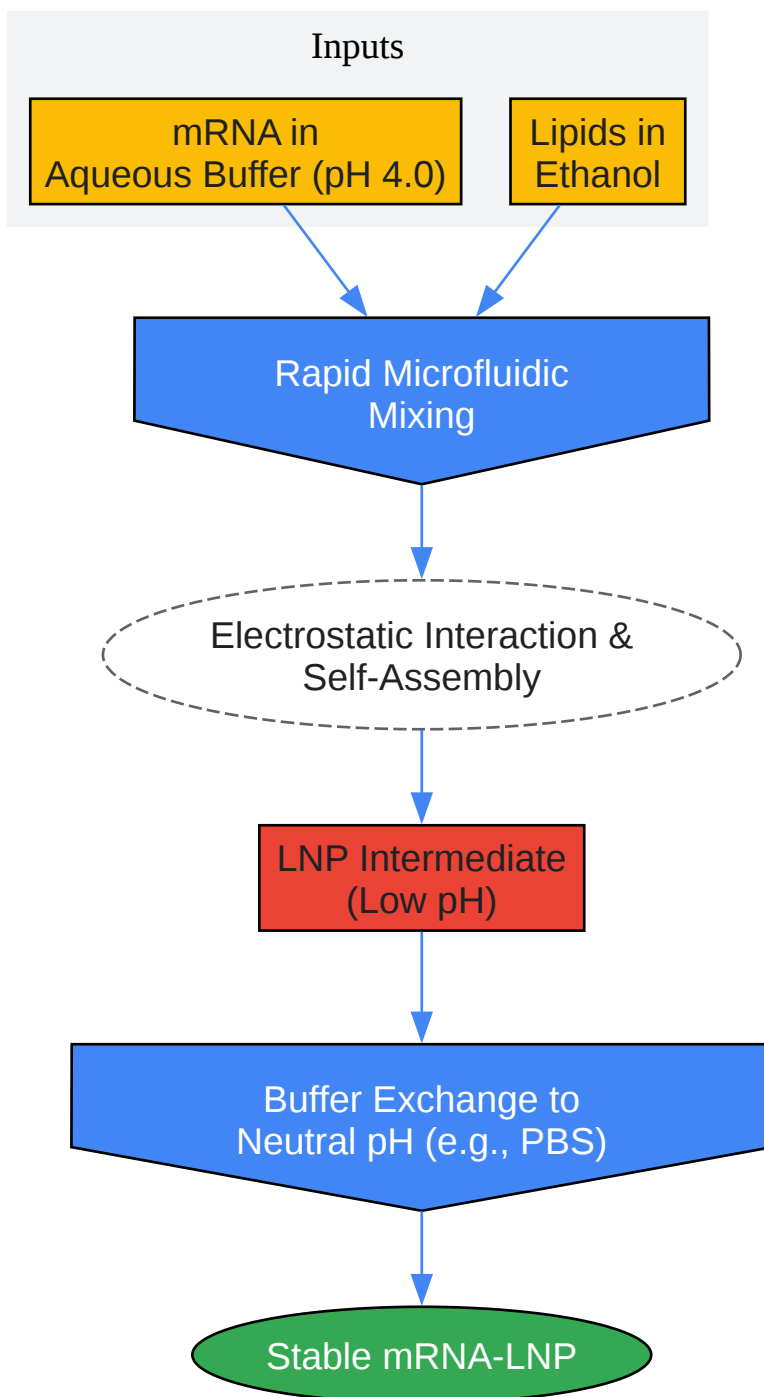 Inputs
mRNA in
Aqueous Buffer (pH 4.0)
Lipids in
Ethanol
Rapid Microfluidic
Mixing
Electrostatic Interaction &
Self-Assembly
LNP Intermediate
(Low pH)
Buffer Exchange to
Neutral pH (e.g., PBS)
Stable mRNA-LNP